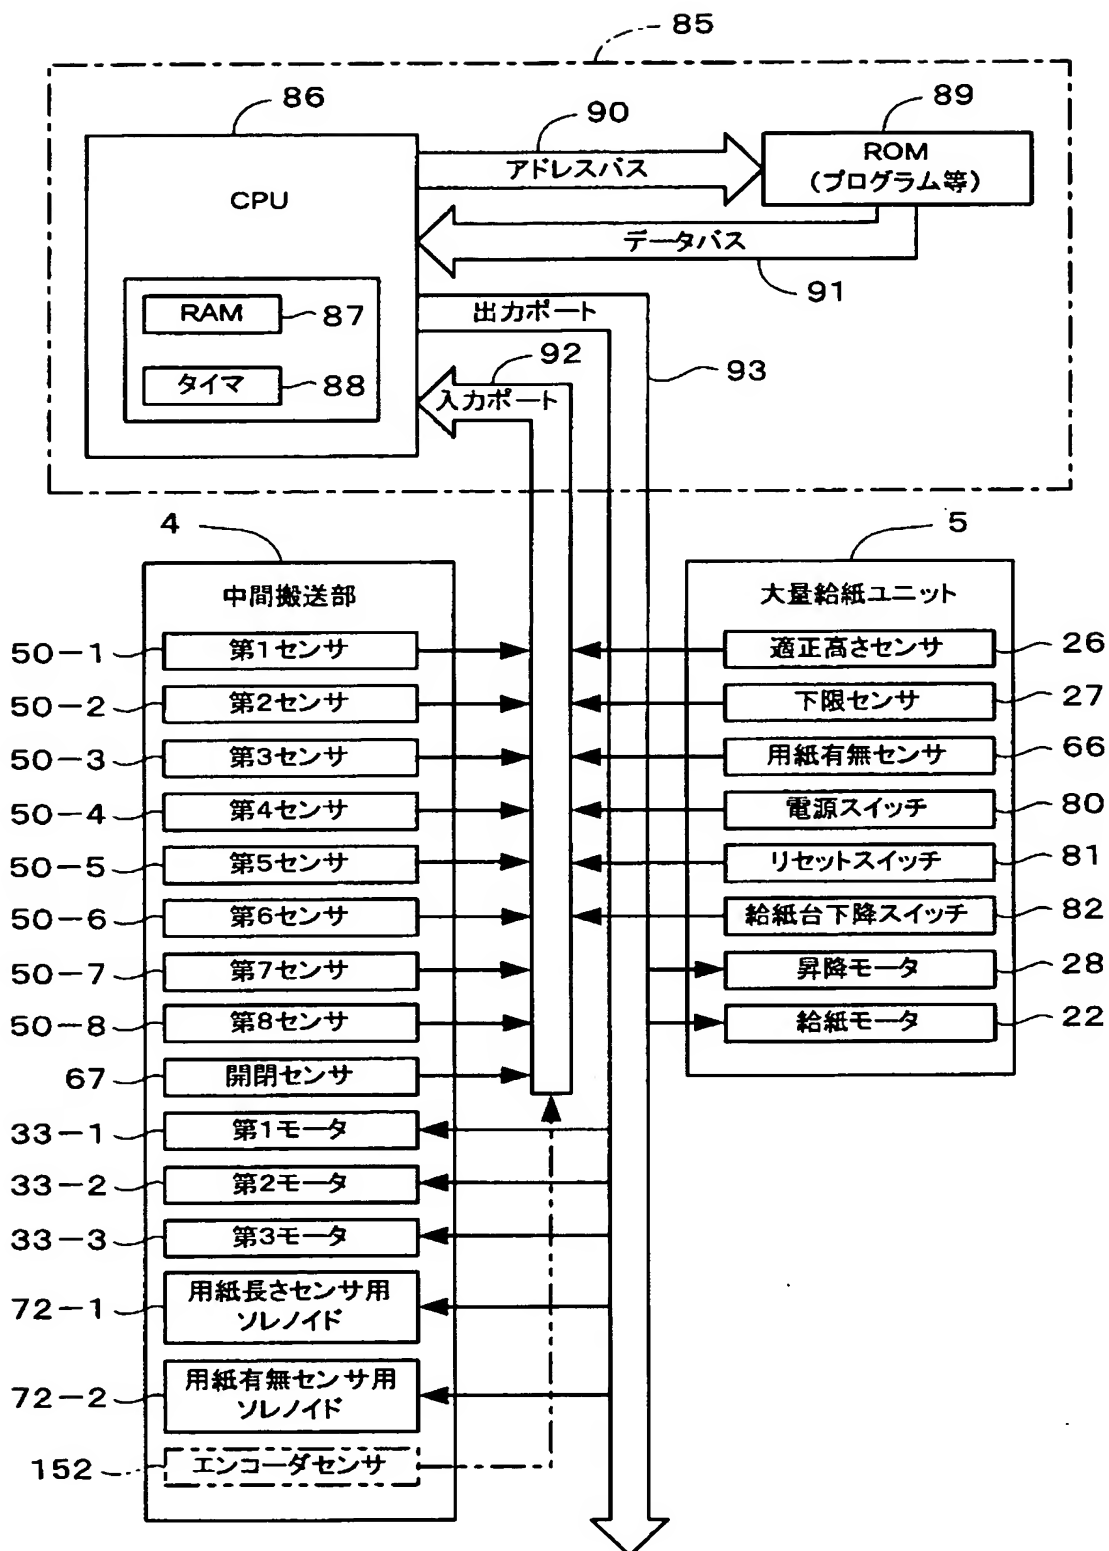 85
86
90
89
CPU
アドレスバス
ROM
(プログラム等)
データバス
91
RAM
87
出力ポート
タイマ
88
92
93
入力ポート
4
5
中間搬送部
大量給紙ユニット
50-1
第1センサ
適正高さセンサ
26
50-2
第2センサ
下限センサ
27
50-3
第3センサ
用紙有無センサ
66
50-4
第4センサ
電源スイッチ
80
50-5
第5センサ
リセットスイッチ
81
50-6
第6センサ
給紙台下降スイッチ
82
50-7
第7センサ
昇降モータ
28
50-8
第8センサ
給紙モータ
22
67
開閉センサ
33-1
第1モータ
33-2
第2モータ
33-3
第3モータ
72-1
用紙長さセンサ用
ソレノイド
72-2
用紙有無センサ用
ソレノイド
152
エンコーダセンサ